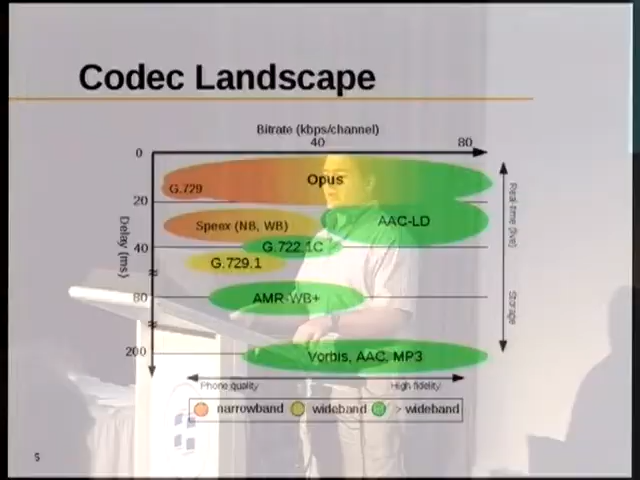 Codec Landscape
Bitrate (kbps/channel)
40
80
0
Opus
G.729
20
Speex (NB, WB)
AAC-LD
G.722.1C
40
G.729.1
Delay (ms)
80
AMR-WB+
200
Vorbis, AAC, MP3
Real-time (live)
Storage
Phone quality
High fidelity
narrowband
wideband
> wideband
5